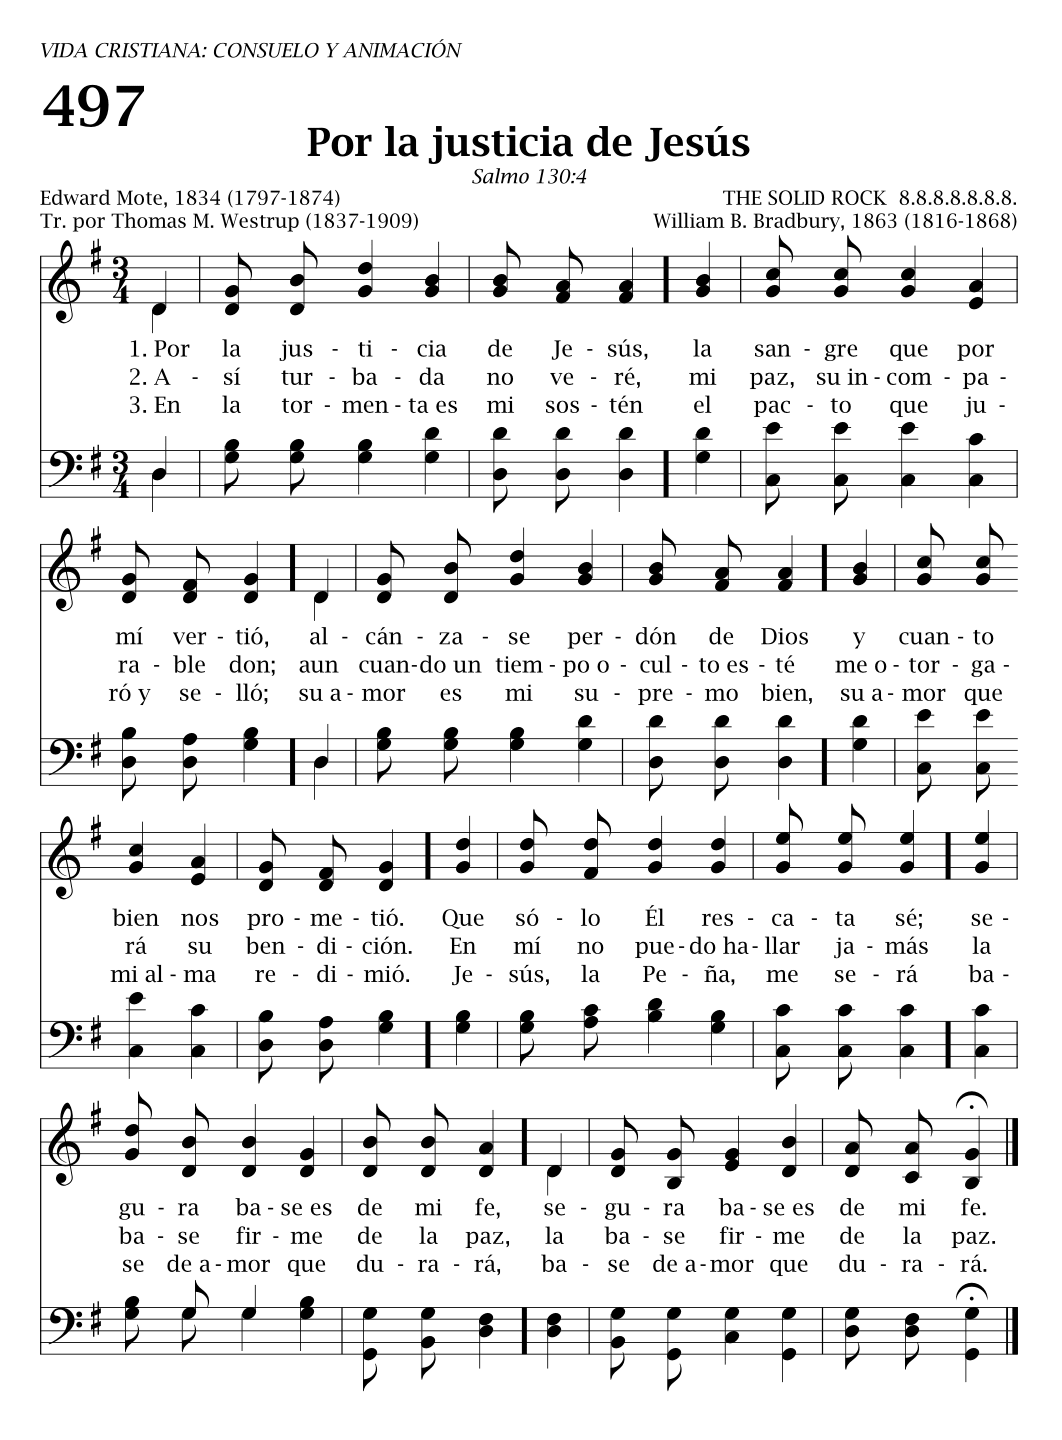 VIDA CRISTIANA: CONSUELO Y ANIMACIÓN
497
Por la justicia de Jesús
Salmo 130:4
Edward Mote, 1834 (1797-1874)
THE SOLID ROCK 8.8.8.8.8.8.8.
Tr. por Thomas M. Westrup (1837-1909)
William B. Bradbury, 1863 (1816-1868)
3 4
1. Por la jus - ti - cia de Je - sús, la san - gre que por
2. A - sí tur - ba - da no ve - ré, mi paz, su in - com - pa -
3. En la tor - men - ta es mi sos - tén el pac - to que ju -
3 4
mí ver - tió, al - cán - za - se per - dón de Dios y cuan - to
ra - ble don; aun cuan - do un tiem - po o - cul - to es - té me o - tor - ga -
ró y se - lló; su a - mor es mi su - pre - mo bien, su a - mor que
bien nos pro - me - tió. Que só - lo Él res - ca - ta sé; se -
rá su ben - di - ción. En mí no pue - do ha - llar ja - más la
mi al - ma re - di - mió. Je - sús, la Pe - ña, me se - rá ba -
gu - ra ba - se es de mi fe, se - gu - ra ba - se es de mi fe.
ba - se fir - me de la paz, la ba - se fir - me de la paz.
se de a - mor que du - ra - rá, ba - se de a - mor que du - ra - rá.